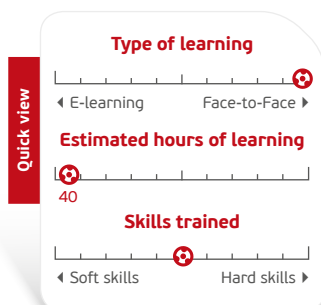 Quick view
Type of learning
E-learning Face-to-Face
Estimated hours of learning
40
Skills trained
Soft skills Hard skills